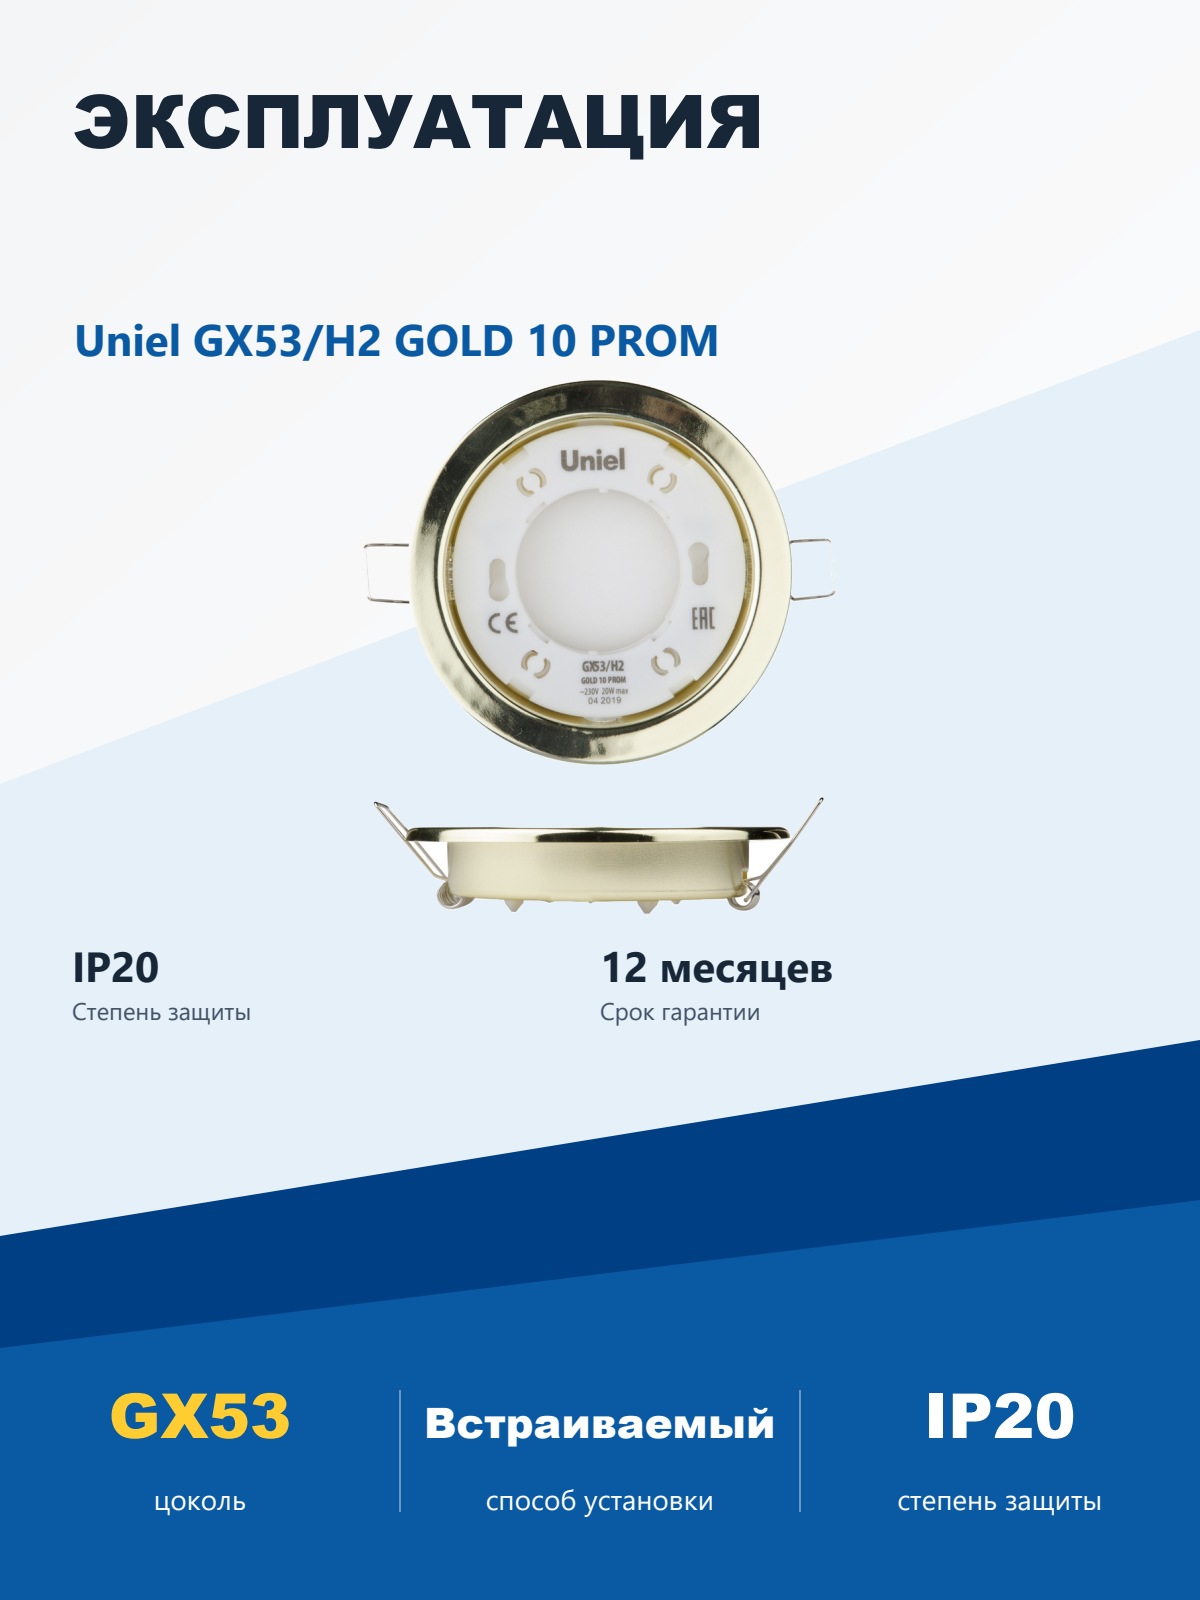 ЭКСПЛУАТАЦИЯ
Uniel GX53/H2 GOLD 10 PROM
Uniel
CE
EAC
GX53/H2
GOLD 10 PROM
~230V 20W max
04 2019
IP20
Степень защиты
12 месяцев
Срок гарантии
GX53
цоколь
Встраиваемый
способ установки
IP20
степень защиты